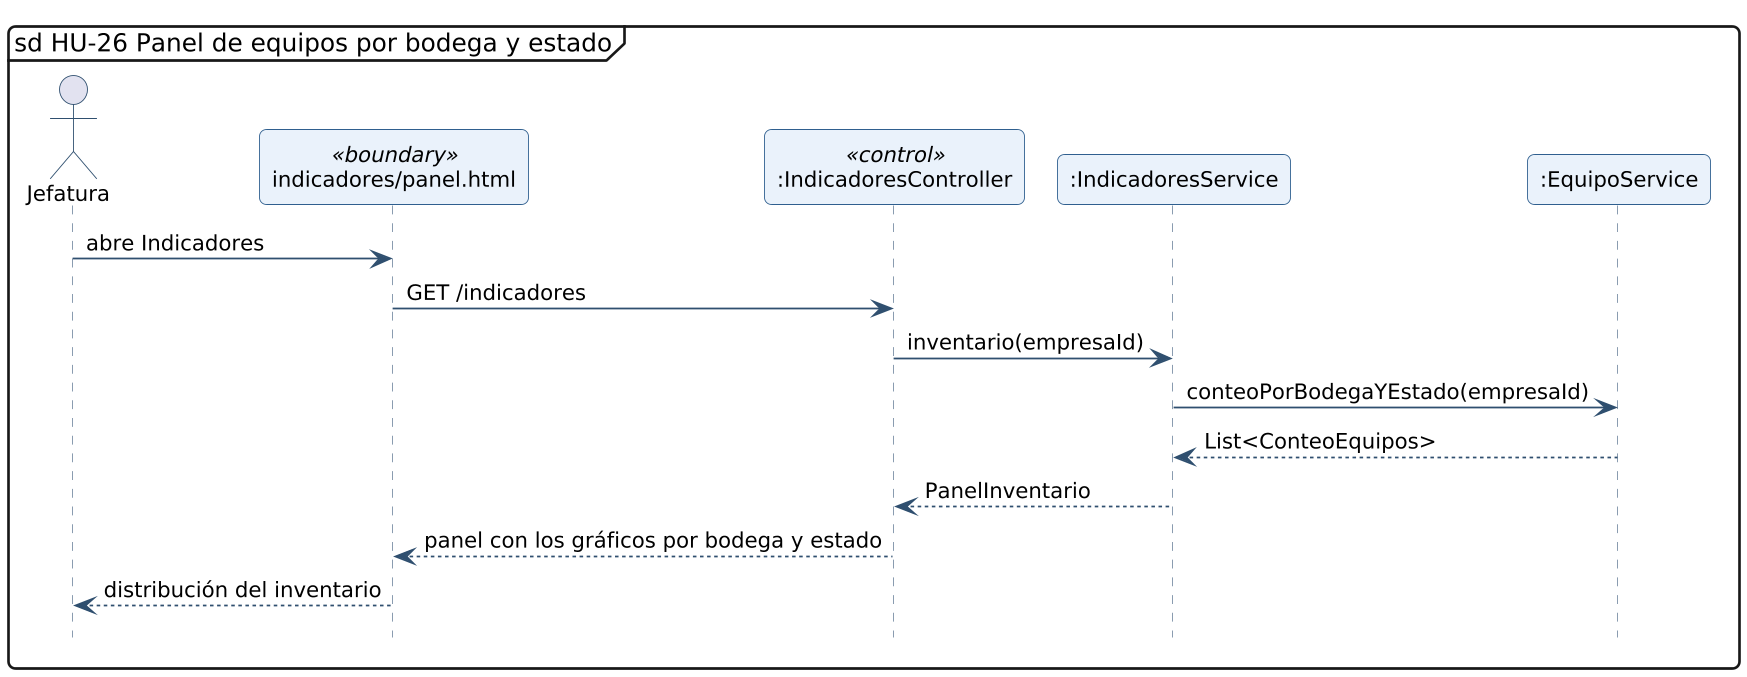 sd HU-26 Panel de equipos por bodega y estado
Jefatura
«boundary»
indicadores/panel.html
«control»
:IndicadoresController
:IndicadoresService
:EquipoService
abre Indicadores
GET /indicadores
inventario(empresaId)
conteoPorBodegaYEstado(empresaId)
List<ConteoEquipos>
PanelInventario
panel con los gráficos por bodega y estado
distribución del inventario